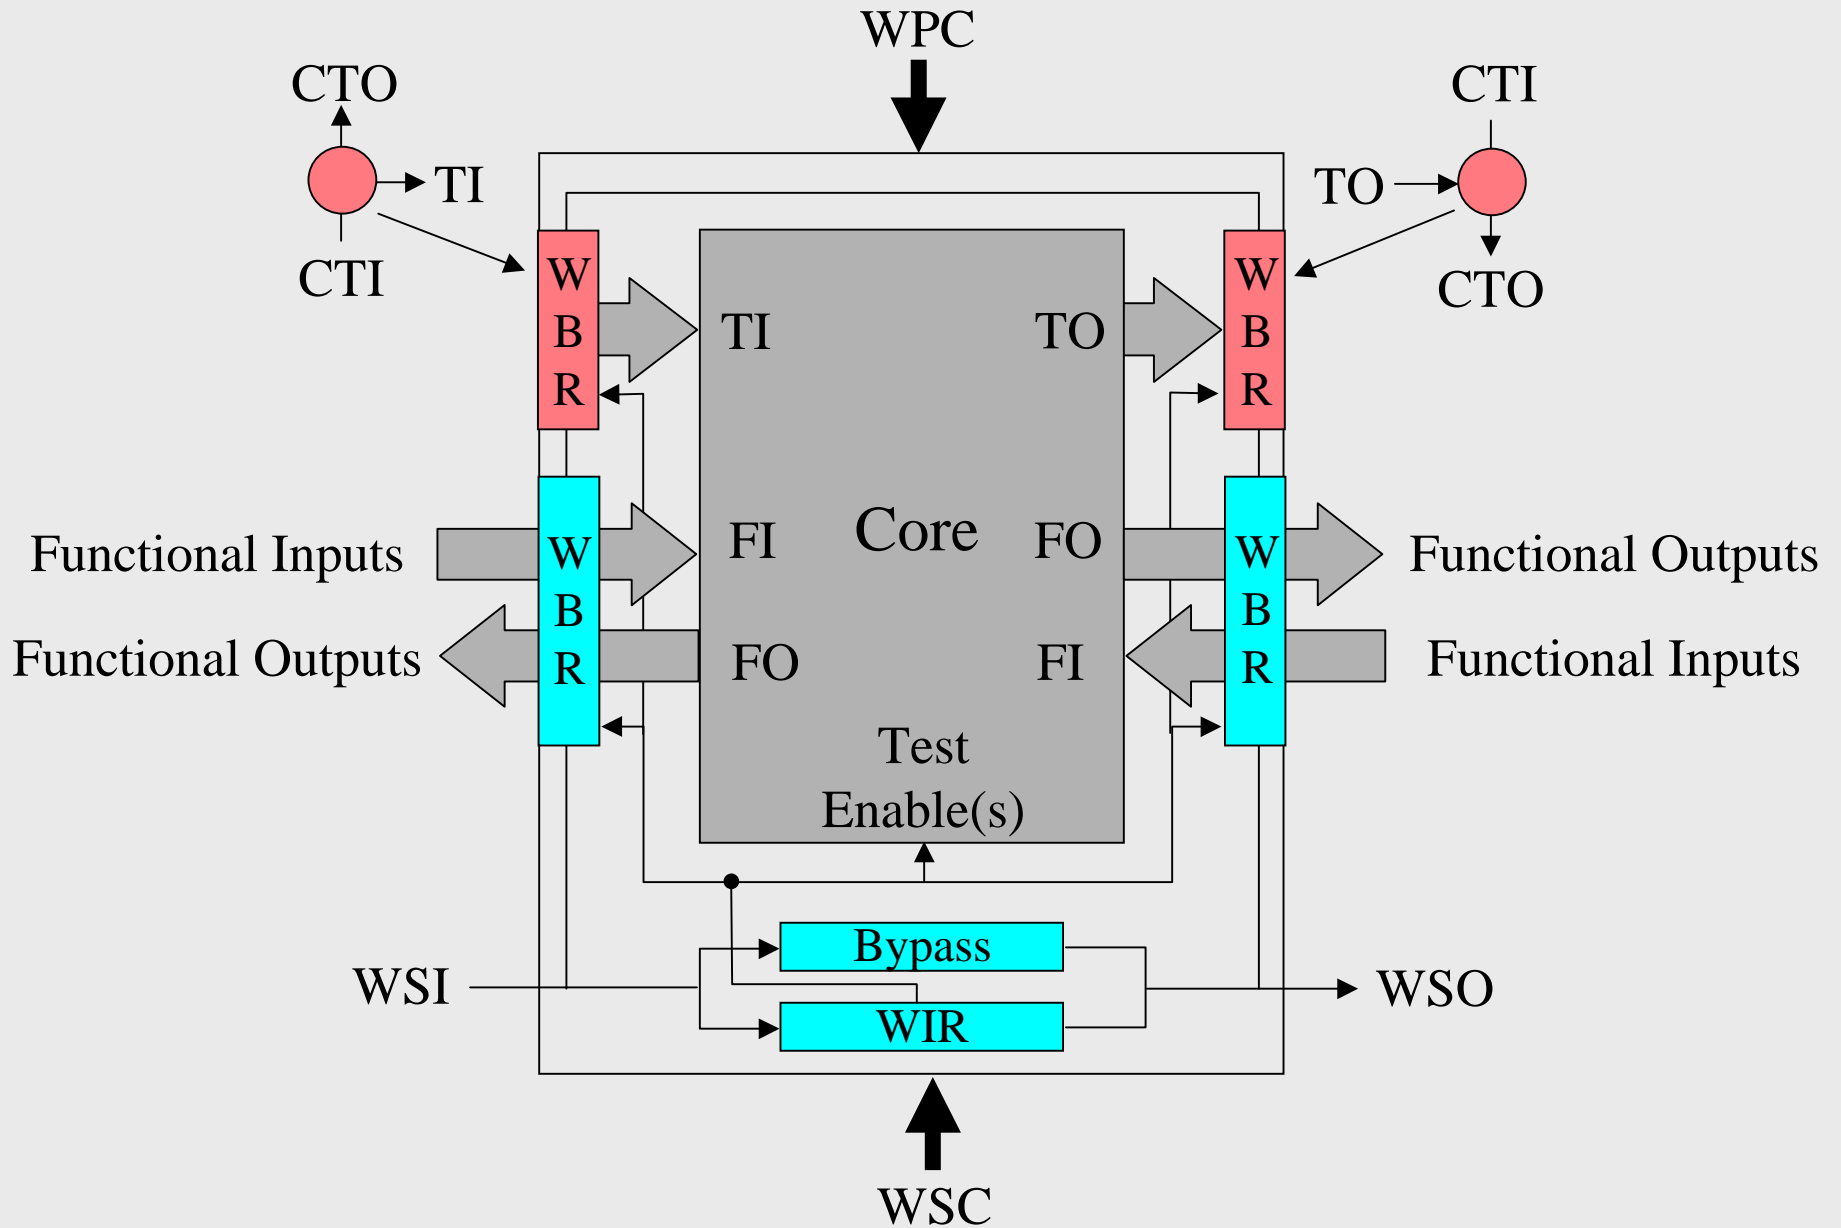 WPC
CTO
CTI
TI
TO
CTI
CTO
W
B
R
W
B
R
TI
TO
Core
FI
FO
Functional Inputs
W
B
R
W
B
R
Functional Outputs
Functional Outputs
FO
FI
Functional Inputs
Test
Enable(s)
Bypass
WSI
WSO
WIR
WSC